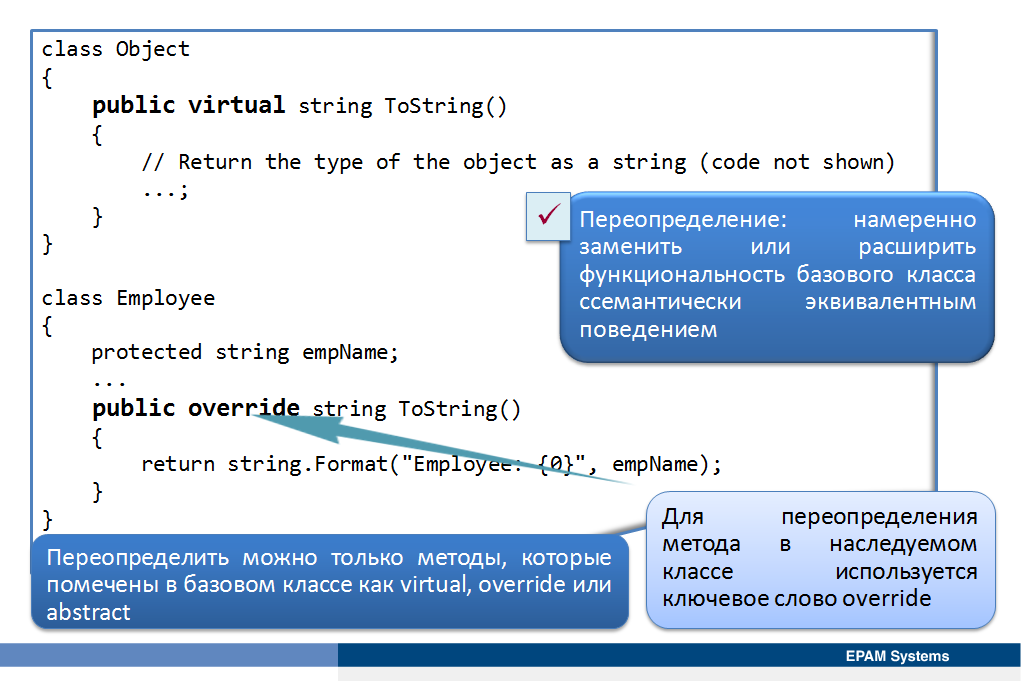 class Object
{
public virtual string ToString()
{
// Return the type of the object as a string (code not shown)
...;
}
}
Переопределение: намеренно
заменить или расширить
функциональность базового класса
ссемантически эквивалентным
поведением
class Employee
{
protected string empName;
...
public override string ToString()
{
return string.Format("Employee: {0}", empName);
}
}
Для переопределения
метода в наследуемом
классе используется
ключевое слово override
Переопределить можно только методы, которые
помечены в базовом классе как virtual, override или
abstract
EPAM Systems